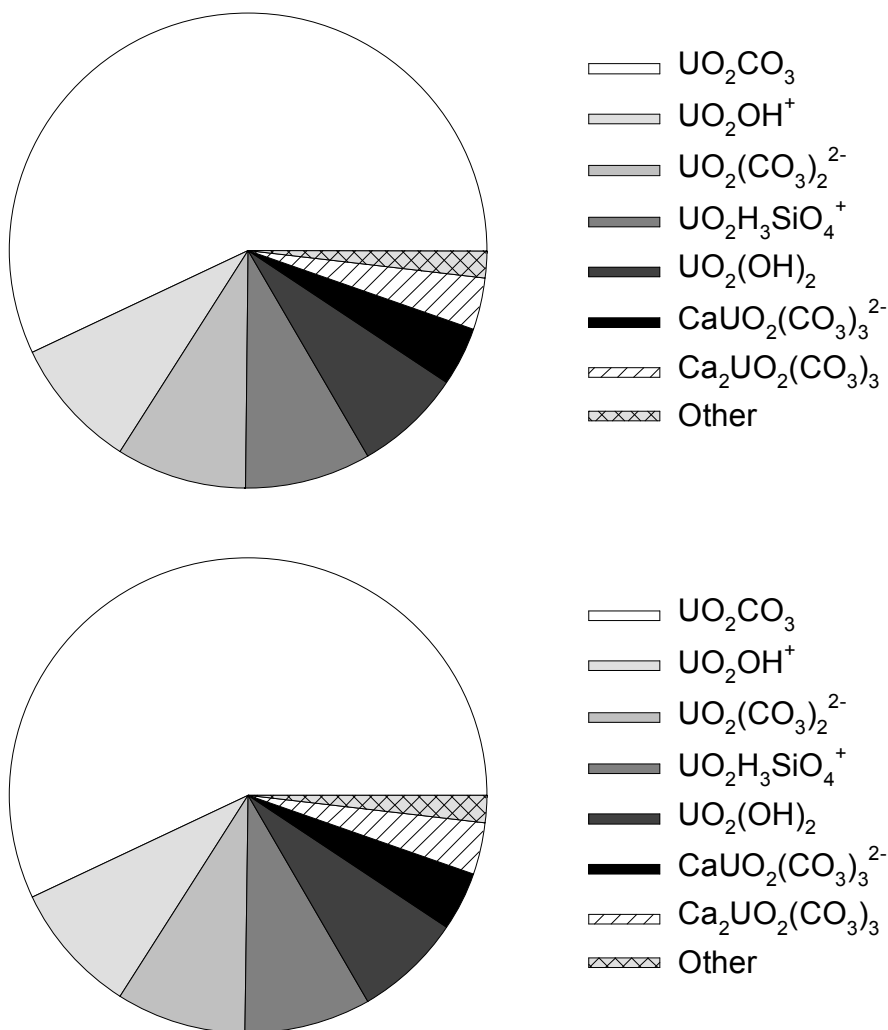 UO₂CO₃
UO₂OH⁺
UO₂(CO₃)₂²⁻
UO₂H₃SiO₄⁺
UO₂(OH)₂
CaUO₂(CO₃)₃²⁻
Ca₂UO₂(CO₃)₃
Other
UO₂CO₃
UO₂OH⁺
UO₂(CO₃)₂²⁻
UO₂H₃SiO₄⁺
UO₂(OH)₂
CaUO₂(CO₃)₃²⁻
Ca₂UO₂(CO₃)₃
Other